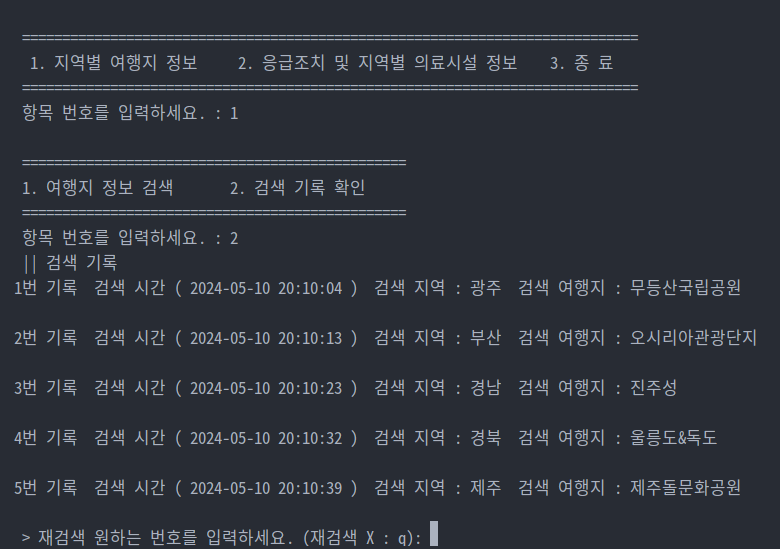 =============================================================================
1. 지역별 여행지 정보     2. 응급조치 및 지역별 의료시설 정보    3. 종 료
=============================================================================
항목 번호를 입력하세요. : 1
================================================
1. 여행지 정보 검색       2. 검색 기록 확인
================================================
항목 번호를 입력하세요. : 2
|| 검색 기록
1번 기록  검색 시간 ( 2024-05-10 20:10:04 )  검색 지역 : 광주  검색 여행지 : 무등산국립공원
2번 기록  검색 시간 ( 2024-05-10 20:10:13 )  검색 지역 : 부산  검색 여행지 : 오시리아관광단지
3번 기록  검색 시간 ( 2024-05-10 20:10:23 )  검색 지역 : 경남  검색 여행지 : 진주성
4번 기록  검색 시간 ( 2024-05-10 20:10:32 )  검색 지역 : 경북  검색 여행지 : 울릉도&독도
5번 기록  검색 시간 ( 2024-05-10 20:10:39 )  검색 지역 : 제주  검색 여행지 : 제주돌문화공원
> 재검색 원하는 번호를 입력하세요. (재검색 X : q):